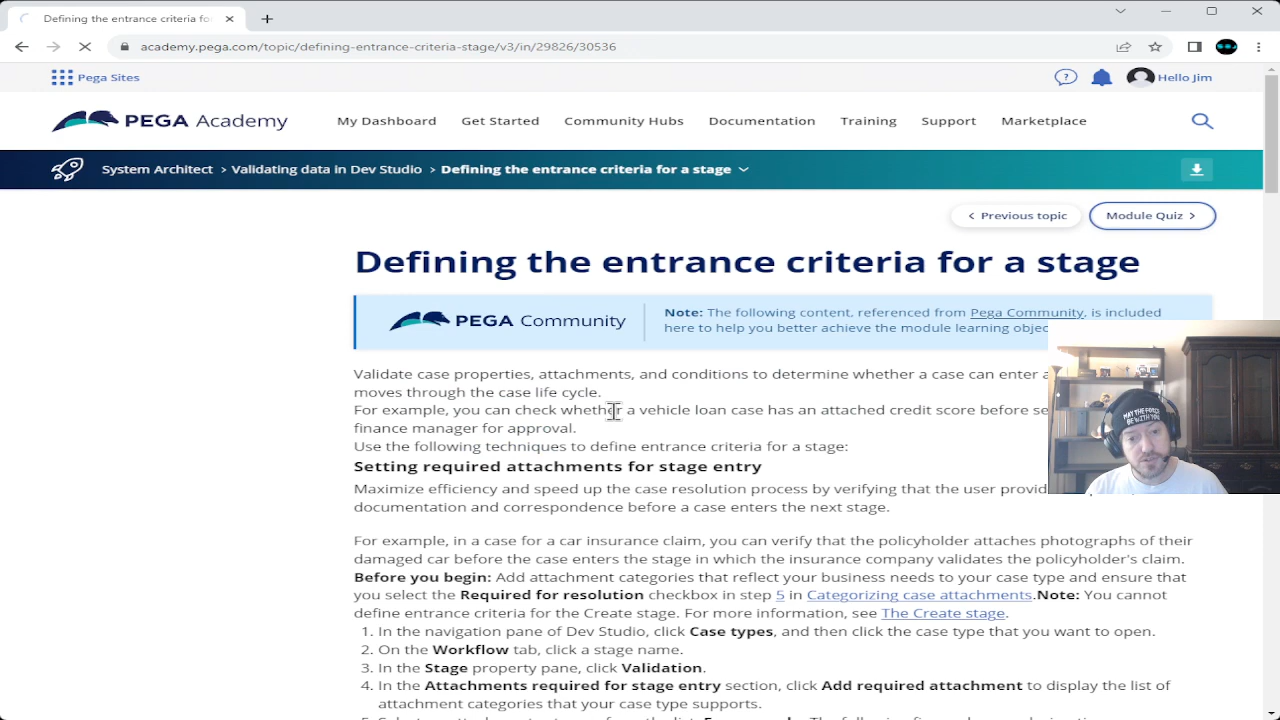 Defining the entrance criteria fo
academy.pega.com/topic/defining-entrance-criteria-stage/v3/in/29826/30536
Pega Sites
Hello Jim
PEGA Academy
My Dashboard Get Started Community Hubs Documentation Training Support Marketplace
System Architect > Validating data in Dev Studio > Defining the entrance criteria for a stage
< Previous topic
Module Quiz >
Defining the entrance criteria for a stage
PEGA Community
Note: The following content, referenced from Pega Community, is included
here to help you better achieve the module learning objec
Validate case properties, attachments, and conditions to determine whether a case can enter a
moves through the case life cycle.
For example, you can check whether a vehicle loan case has an attached credit score before se
finance manager for approval.
Use the following techniques to define entrance criteria for a stage:
Setting required attachments for stage entry
Maximize efficiency and speed up the case resolution process by verifying that the user provid
documentation and correspondence before a case enters the next stage.
MAY THE FORCE
BE WITH YOU
For example, in a case for a car insurance claim, you can verify that the policyholder attaches photographs of their
damaged car before the case enters the stage in which the insurance company validates the policyholder's claim.
Before you begin: Add attachment categories that reflect your business needs to your case type and ensure that
you select the Required for resolution checkbox in step 5 in Categorizing case attachments.Note: You cannot
define entrance criteria for the Create stage. For more information, see The Create stage.
1. In the navigation pane of Dev Studio, click Case types, and then click the case type that you want to open.
2. On the Workflow tab, click a stage name.
3. In the Stage property pane, click Validation.
4. In the Attachments required for stage entry section, click Add required attachment to display the list of
attachment categories that your case type supports.